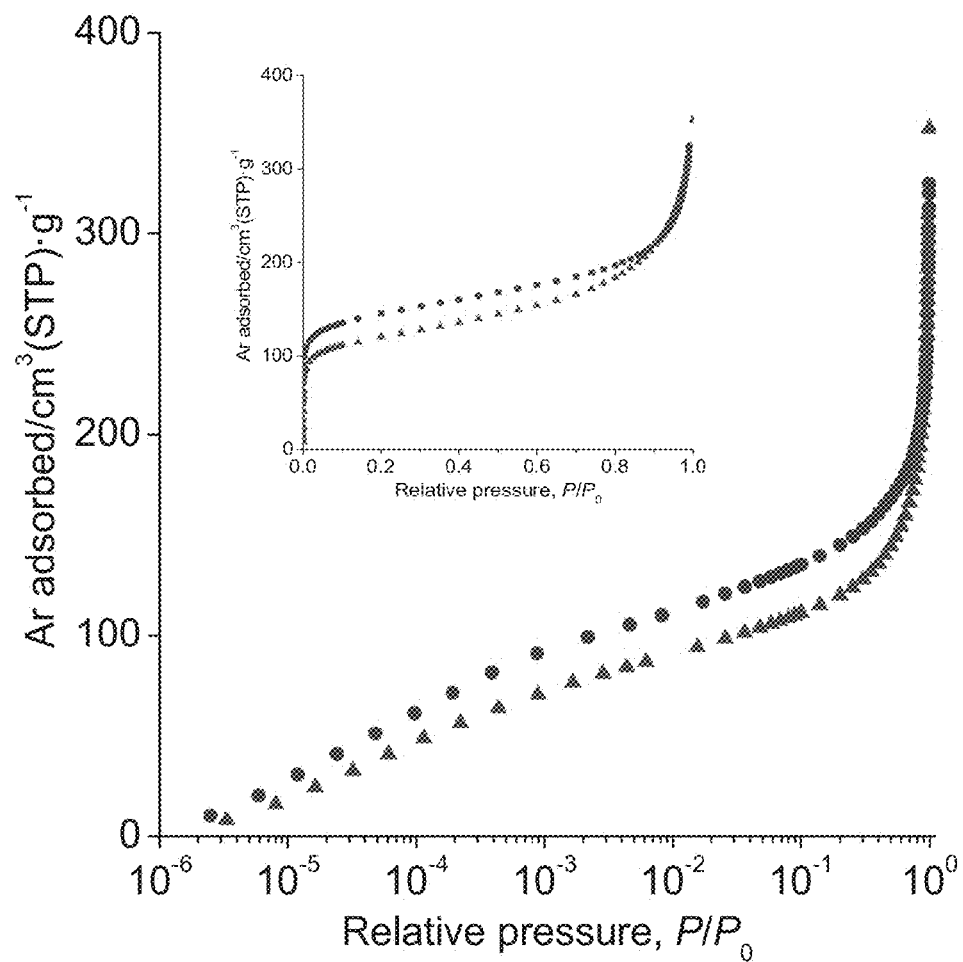 400
300
200
100
0
Ar adsorbed/cm³(STP)·g⁻¹
400
300
200
100
0
Ar adsorbed/cm³(STP)·g⁻¹
0.0 0.2 0.4 0.6 0.8 1.0
Relative pressure, P/P₀
10⁻⁶ 10⁻⁵ 10⁻⁴ 10⁻³ 10⁻² 10⁻¹ 10⁰
Relative pressure, P/P₀